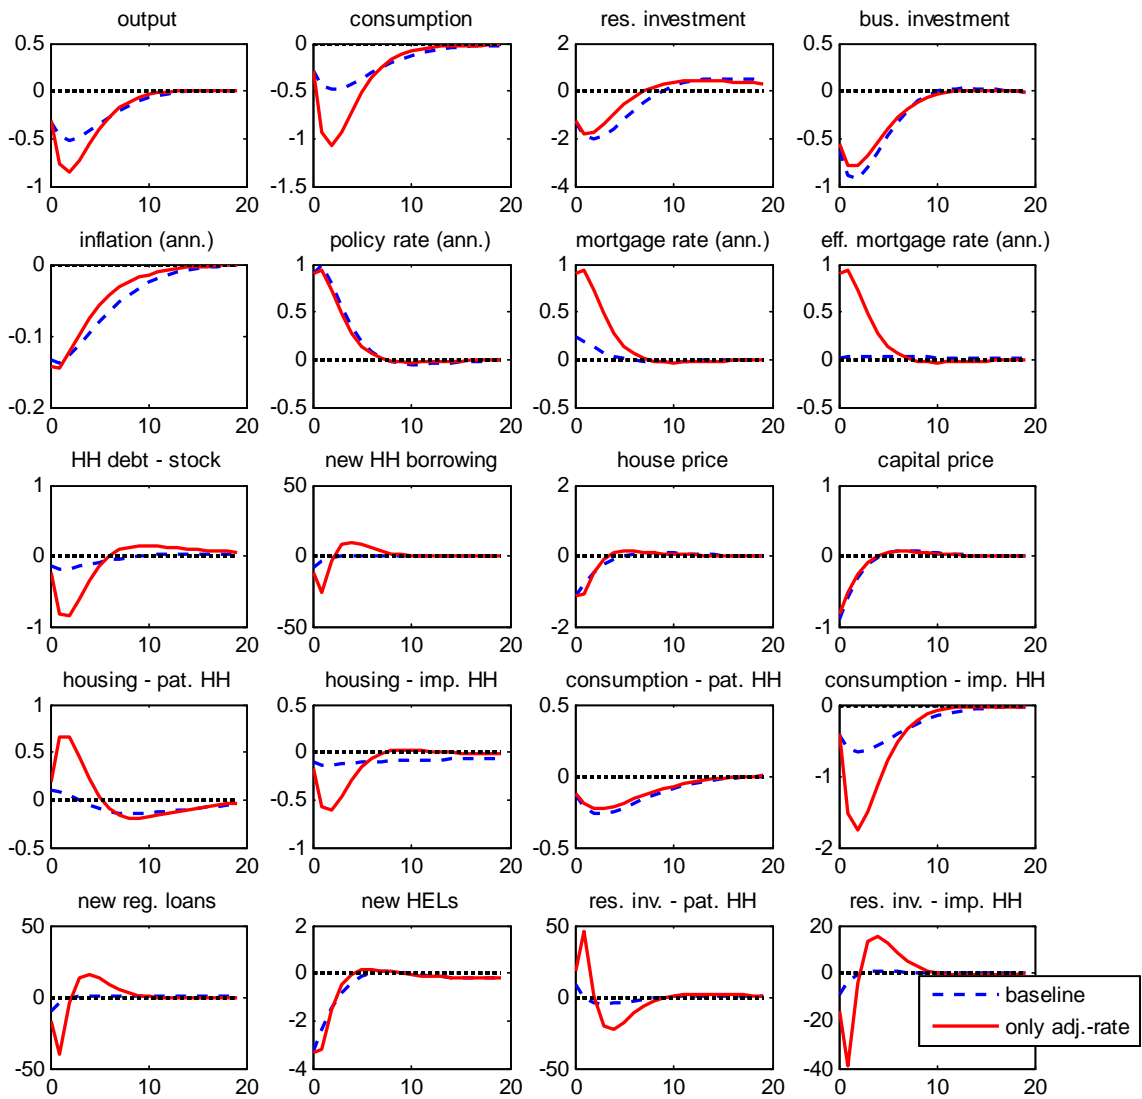 output
consumption
res. investment
bus. investment
0.5
0
-0.5
-1
0 10 20
0
-0.5
-1
-1.5
0 10 20
2
0
-2
-4
0 10 20
0.5
0
-0.5
-1
0 10 20
inflation (ann.)
policy rate (ann.)
mortgage rate (ann.)
eff. mortgage rate (ann.)
0
-0.1
-0.2
0 10 20
1
0.5
0
-0.5
0 10 20
1
0.5
0
-0.5
0 10 20
1
0.5
0
-0.5
0 10 20
HH debt - stock
new HH borrowing
house price
capital price
1
0
-1
0 10 20
50
0
-50
0 10 20
2
0
-2
0 10 20
1
0
-1
0 10 20
housing - pat. HH
housing - imp. HH
consumption - pat. HH
consumption - imp. HH
1
0.5
0
-0.5
0 10 20
0.5
0
-0.5
-1
0 10 20
0.5
0
-0.5
0 10 20
0
-1
-2
0 10 20
new reg. loans
new HELs
res. inv. - pat. HH
res. inv. - imp. HH
50
0
-50
0 10 20
2
0
-2
-4
0 10 20
50
0
-50
0 10 20
20
0
-20
-40
0 10 20
baseline
only adj.-rate